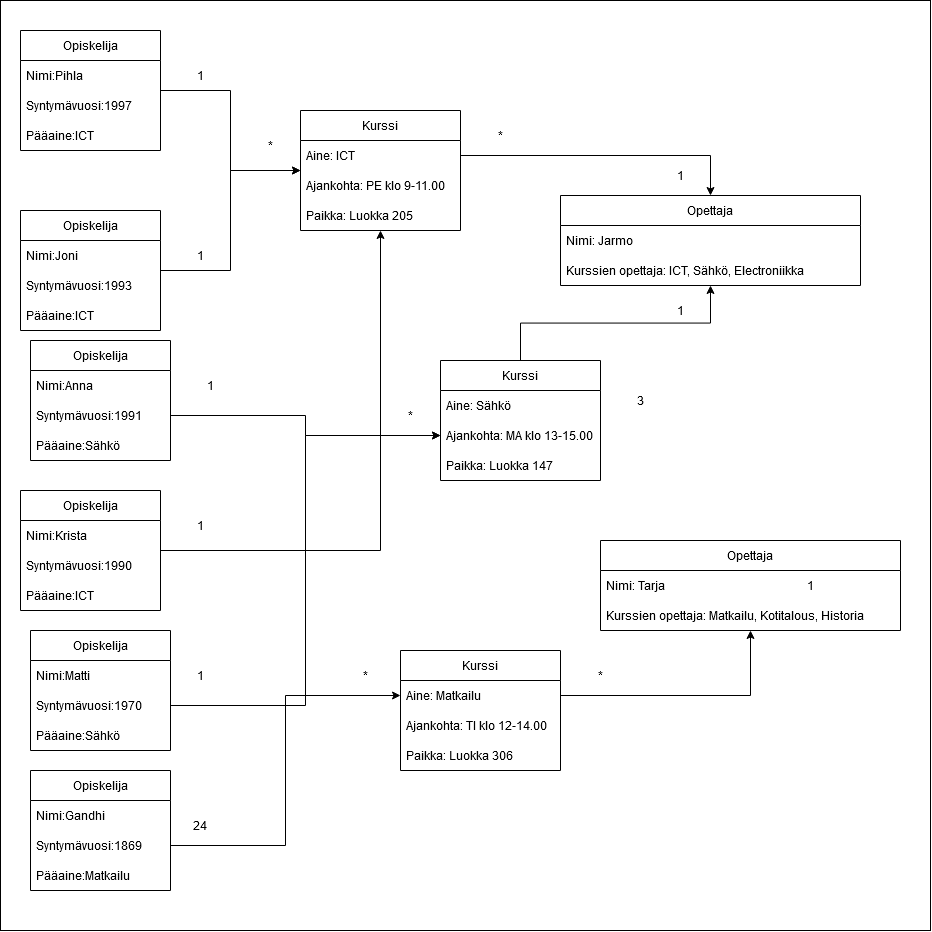 Opiskelija
Nimi:Pihla
Syntymävuosi:1997
Pääaine:ICT
1
*
Kurssi
Aine: ICT
Ajankohta: PE klo 9-11.00
Paikka: Luokka 205
*
1
Opettaja
Nimi: Jarmo
Kurssien opettaja: ICT, Sähkö, Electroniikka
1
Opiskelija
Nimi:Joni
Syntymävuosi:1993
Pääaine:ICT
1
Opiskelija
Nimi:Anna
Syntymävuosi:1991
Pääaine:Sähkö
1
*
Kurssi
Aine: Sähkö
Ajankohta: MA klo 13-15.00
Paikka: Luokka 147
3
Opiskelija
Nimi:Krista
Syntymävuosi:1990
Pääaine:ICT
1
Opettaja
Nimi: Tarja
1
Kurssien opettaja: Matkailu, Kotitalous, Historia
Opiskelija
Nimi:Matti
Syntymävuosi:1970
Pääaine:Sähkö
1
*
Kurssi
Aine: Matkailu
Ajankohta: TI klo 12-14.00
Paikka: Luokka 306
*
Opiskelija
Nimi:Gandhi
Syntymävuosi:1869
Pääaine:Matkailu
24